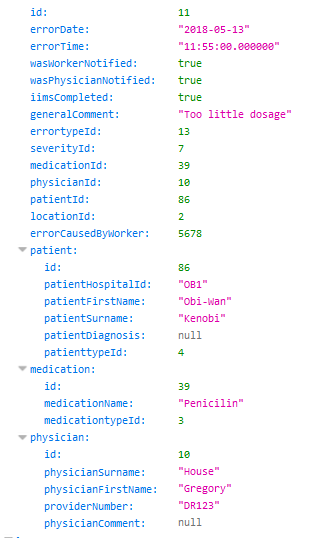 id: 11
errorDate: "2018-05-13"
errorTime: "11:55:00.000000"
wasWorkerNotified: true
wasPhysicianNotified: true
iimsCompleted: true
generalComment: "Too little dosage"
errortypeId: 13
severityId: 7
medicationId: 39
physicianId: 10
patientId: 86
locationId: 2
errorCausedByWorker: 5678
patient:
id: 86
patientHospitalId: "OB1"
patientFirstName: "Obi-Wan"
patientSurname: "Kenobi"
patientDiagnosis: null
patienttypeId: 4
medication:
id: 39
medicationName: "Penicilin"
medicationtypeId: 3
physician:
id: 10
physicianSurname: "House"
physicianFirstName: "Gregory"
providerNumber: "DR123"
physicianComment: null